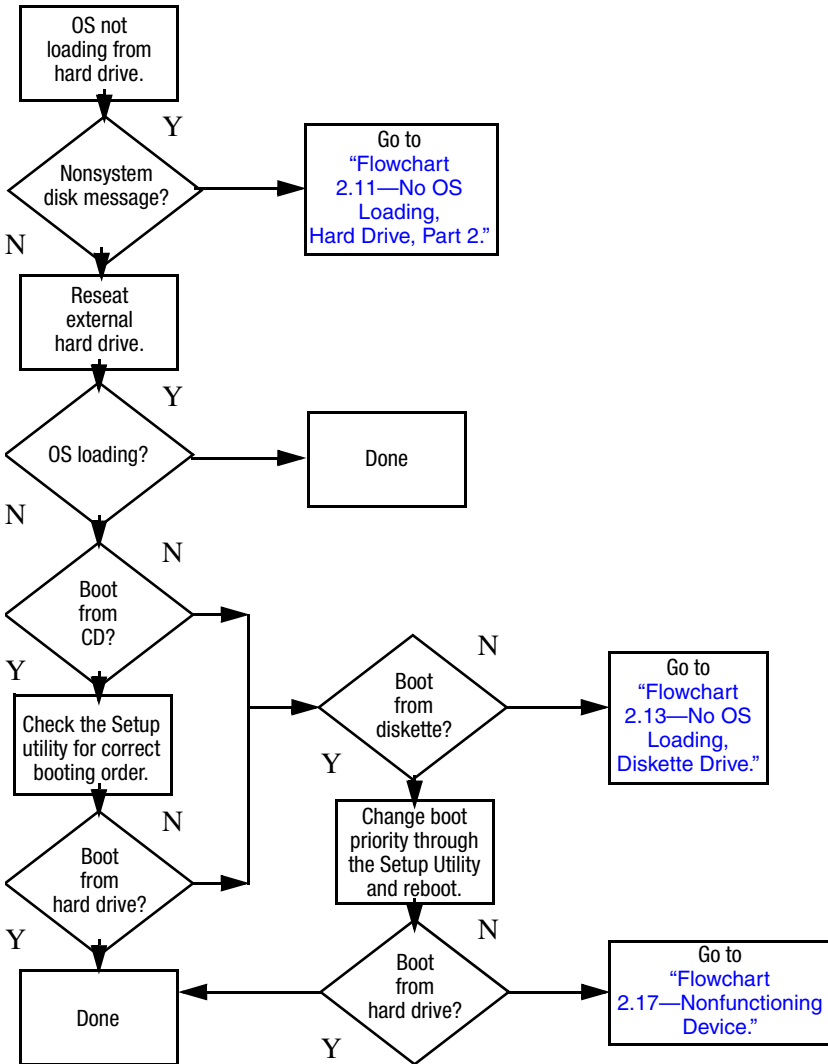 OS not
loading from
hard drive.
Y
Nonsystem
disk message?
Go to
“Flowchart
2.11—No OS
Loading,
Hard Drive, Part 2.”
N
Reseat
external
hard drive.
Y
OS loading?
Done
N
N
Boot
from
CD?
Y
Check the Setup
utility for correct
booting order.
N
Boot
from
hard drive?
Y
Done
Boot
from
diskette?
N
Go to
“Flowchart
2.13—No OS
Loading,
Diskette Drive.”
Y
Change boot
priority through
the Setup Utility
and reboot.
N
Boot
from
hard drive?
Go to
“Flowchart
2.17—Nonfunctioning
Device.”
Y